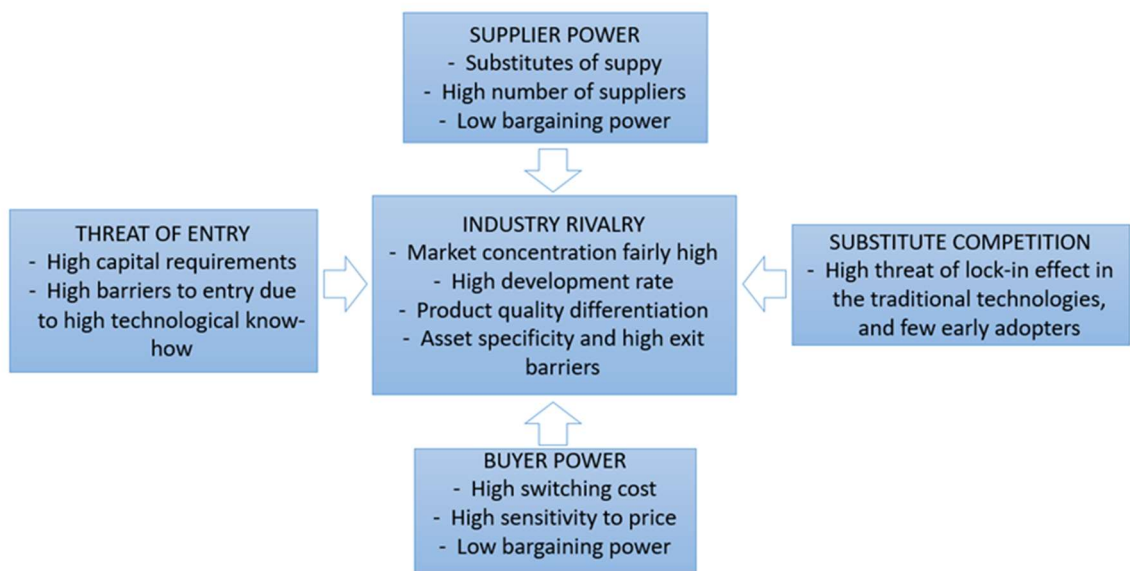 SUPPLIER POWER
- Substitutes of suppy
- High number of suppliers
- Low bargaining power
THREAT OF ENTRY
- High capital requirements
- High barriers to entry due
to high technological know-
how
INDUSTRY RIVALRY
- Market concentration fairly high
- High development rate
- Product quality differentiation
- Asset specificity and high exit
barriers
SUBSTITUTE COMPETITION
- High threat of lock-in effect in
the traditional technologies,
and few early adopters
BUYER POWER
- High switching cost
- High sensitivity to price
- Low bargaining power